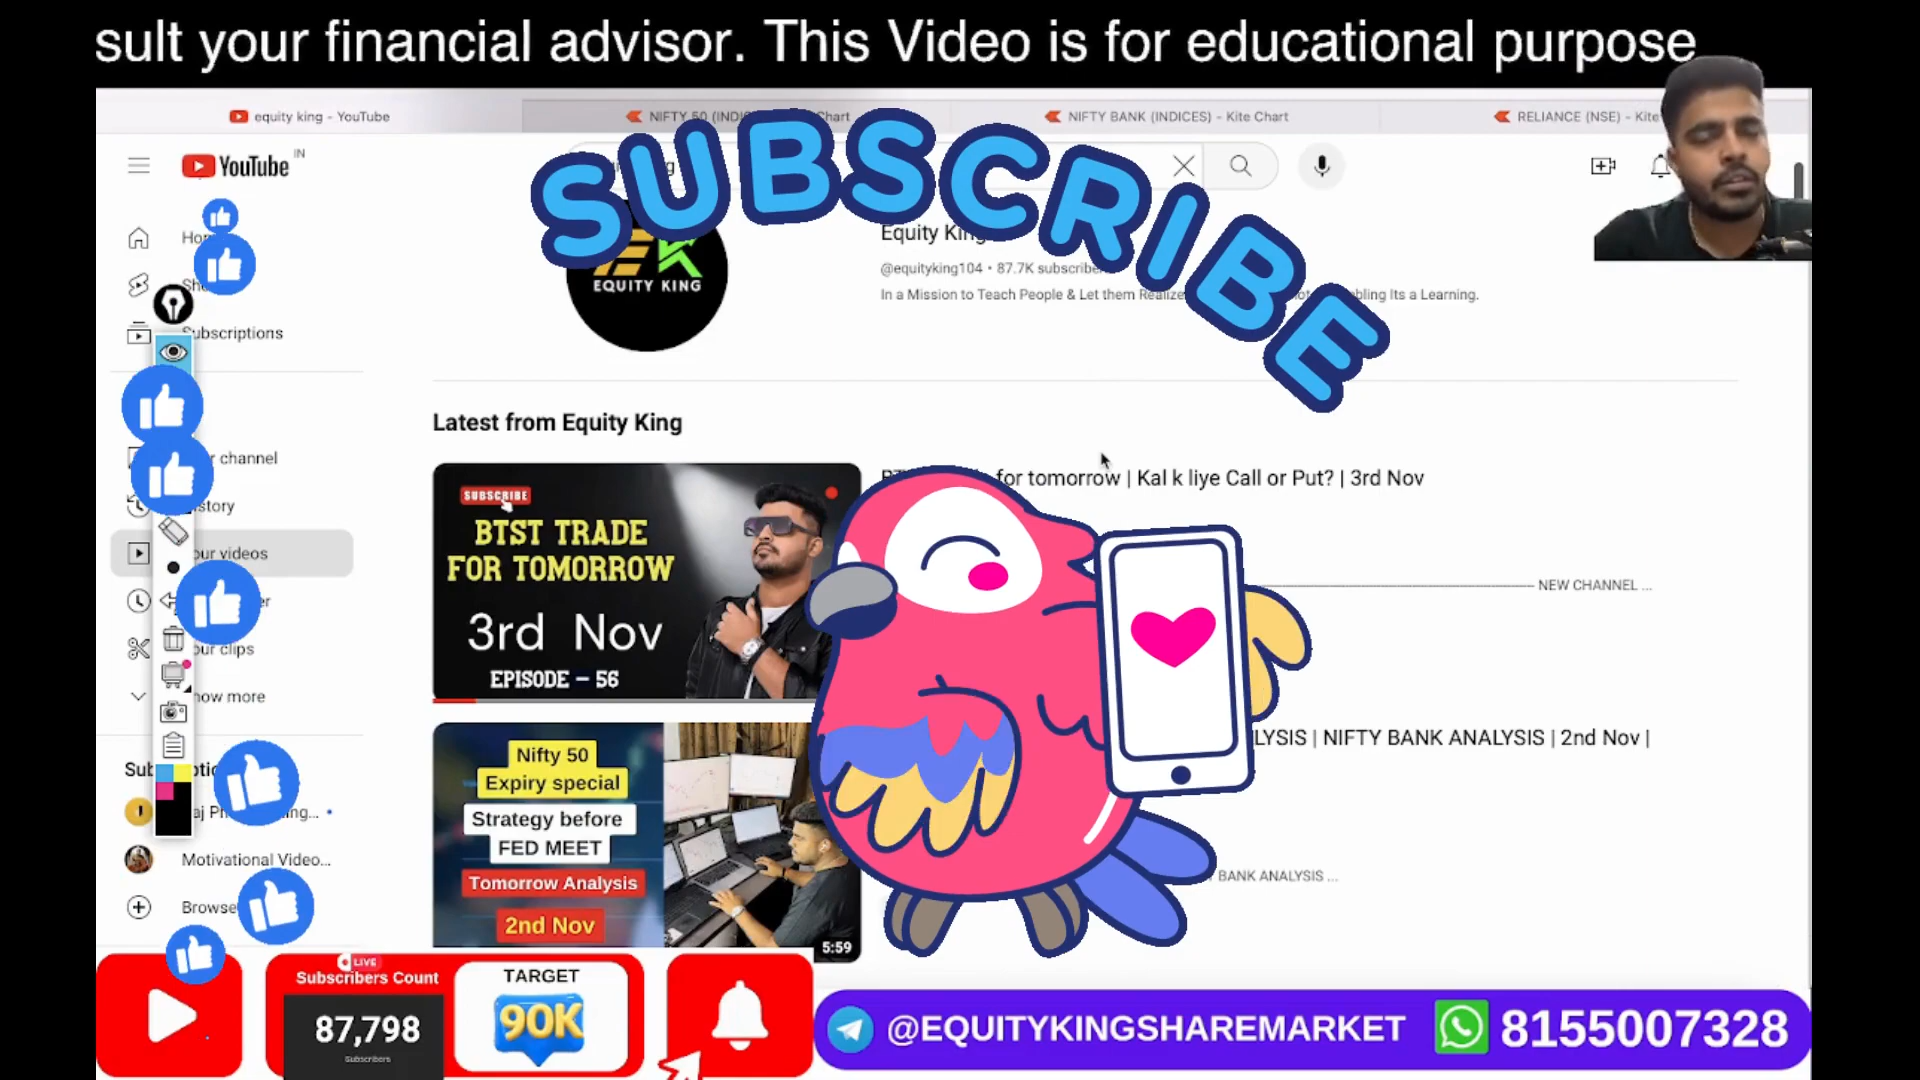 sult your financial advisor. This Video is for educational purpose
equity king - YouTube
NIFTY 50 Chart
NIFTY BANK (INDICES) - Kite Chart
RELIANCE (NSE) - Kite
YouTube IN
SUBSCRIBE
Equity King
@equityking104 • 87.7K
In a Mission to Teach People & Let them Its a Learning.
EK
EQUITY KING
Subscriptions
channel
Latest from Equity King
for tomorrow | Kal k liye Call or Put? | 3rd Nov
SUBSCRIBE
BTST TRADE
FOR TOMORROW
3rd Nov
EPISODE – 56
NEW CHANNEL ...
NIFTY BANK ANALYSIS | 2nd Nov |
Nifty 50
Expiry special
Strategy before
FED MEET
Tomorrow Analysis
2nd Nov
5:59
BANK ANALYSIS ...
videos
clips
more
Motivational Video...
Browse
LIVE
Subscribers Count
87,798
Subscribers
TARGET
90K
@EQUITYKINGSHAREMARKET
8155007328